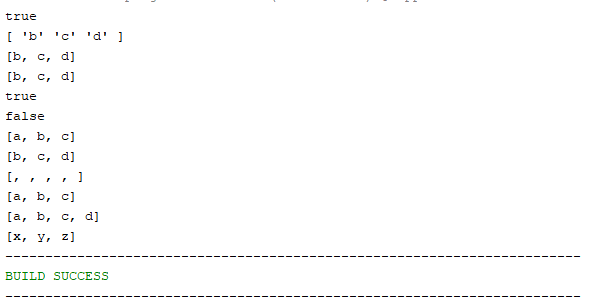 true
[ 'b' 'c' 'd' ]
[b, c, d]
[b, c, d]
true
false
[a, b, c]
[b, c, d]
[, , , , ]
[a, b, c]
[a, b, c, d]
[x, y, z]
------------------------------------------------------------------------
BUILD SUCCESS
------------------------------------------------------------------------